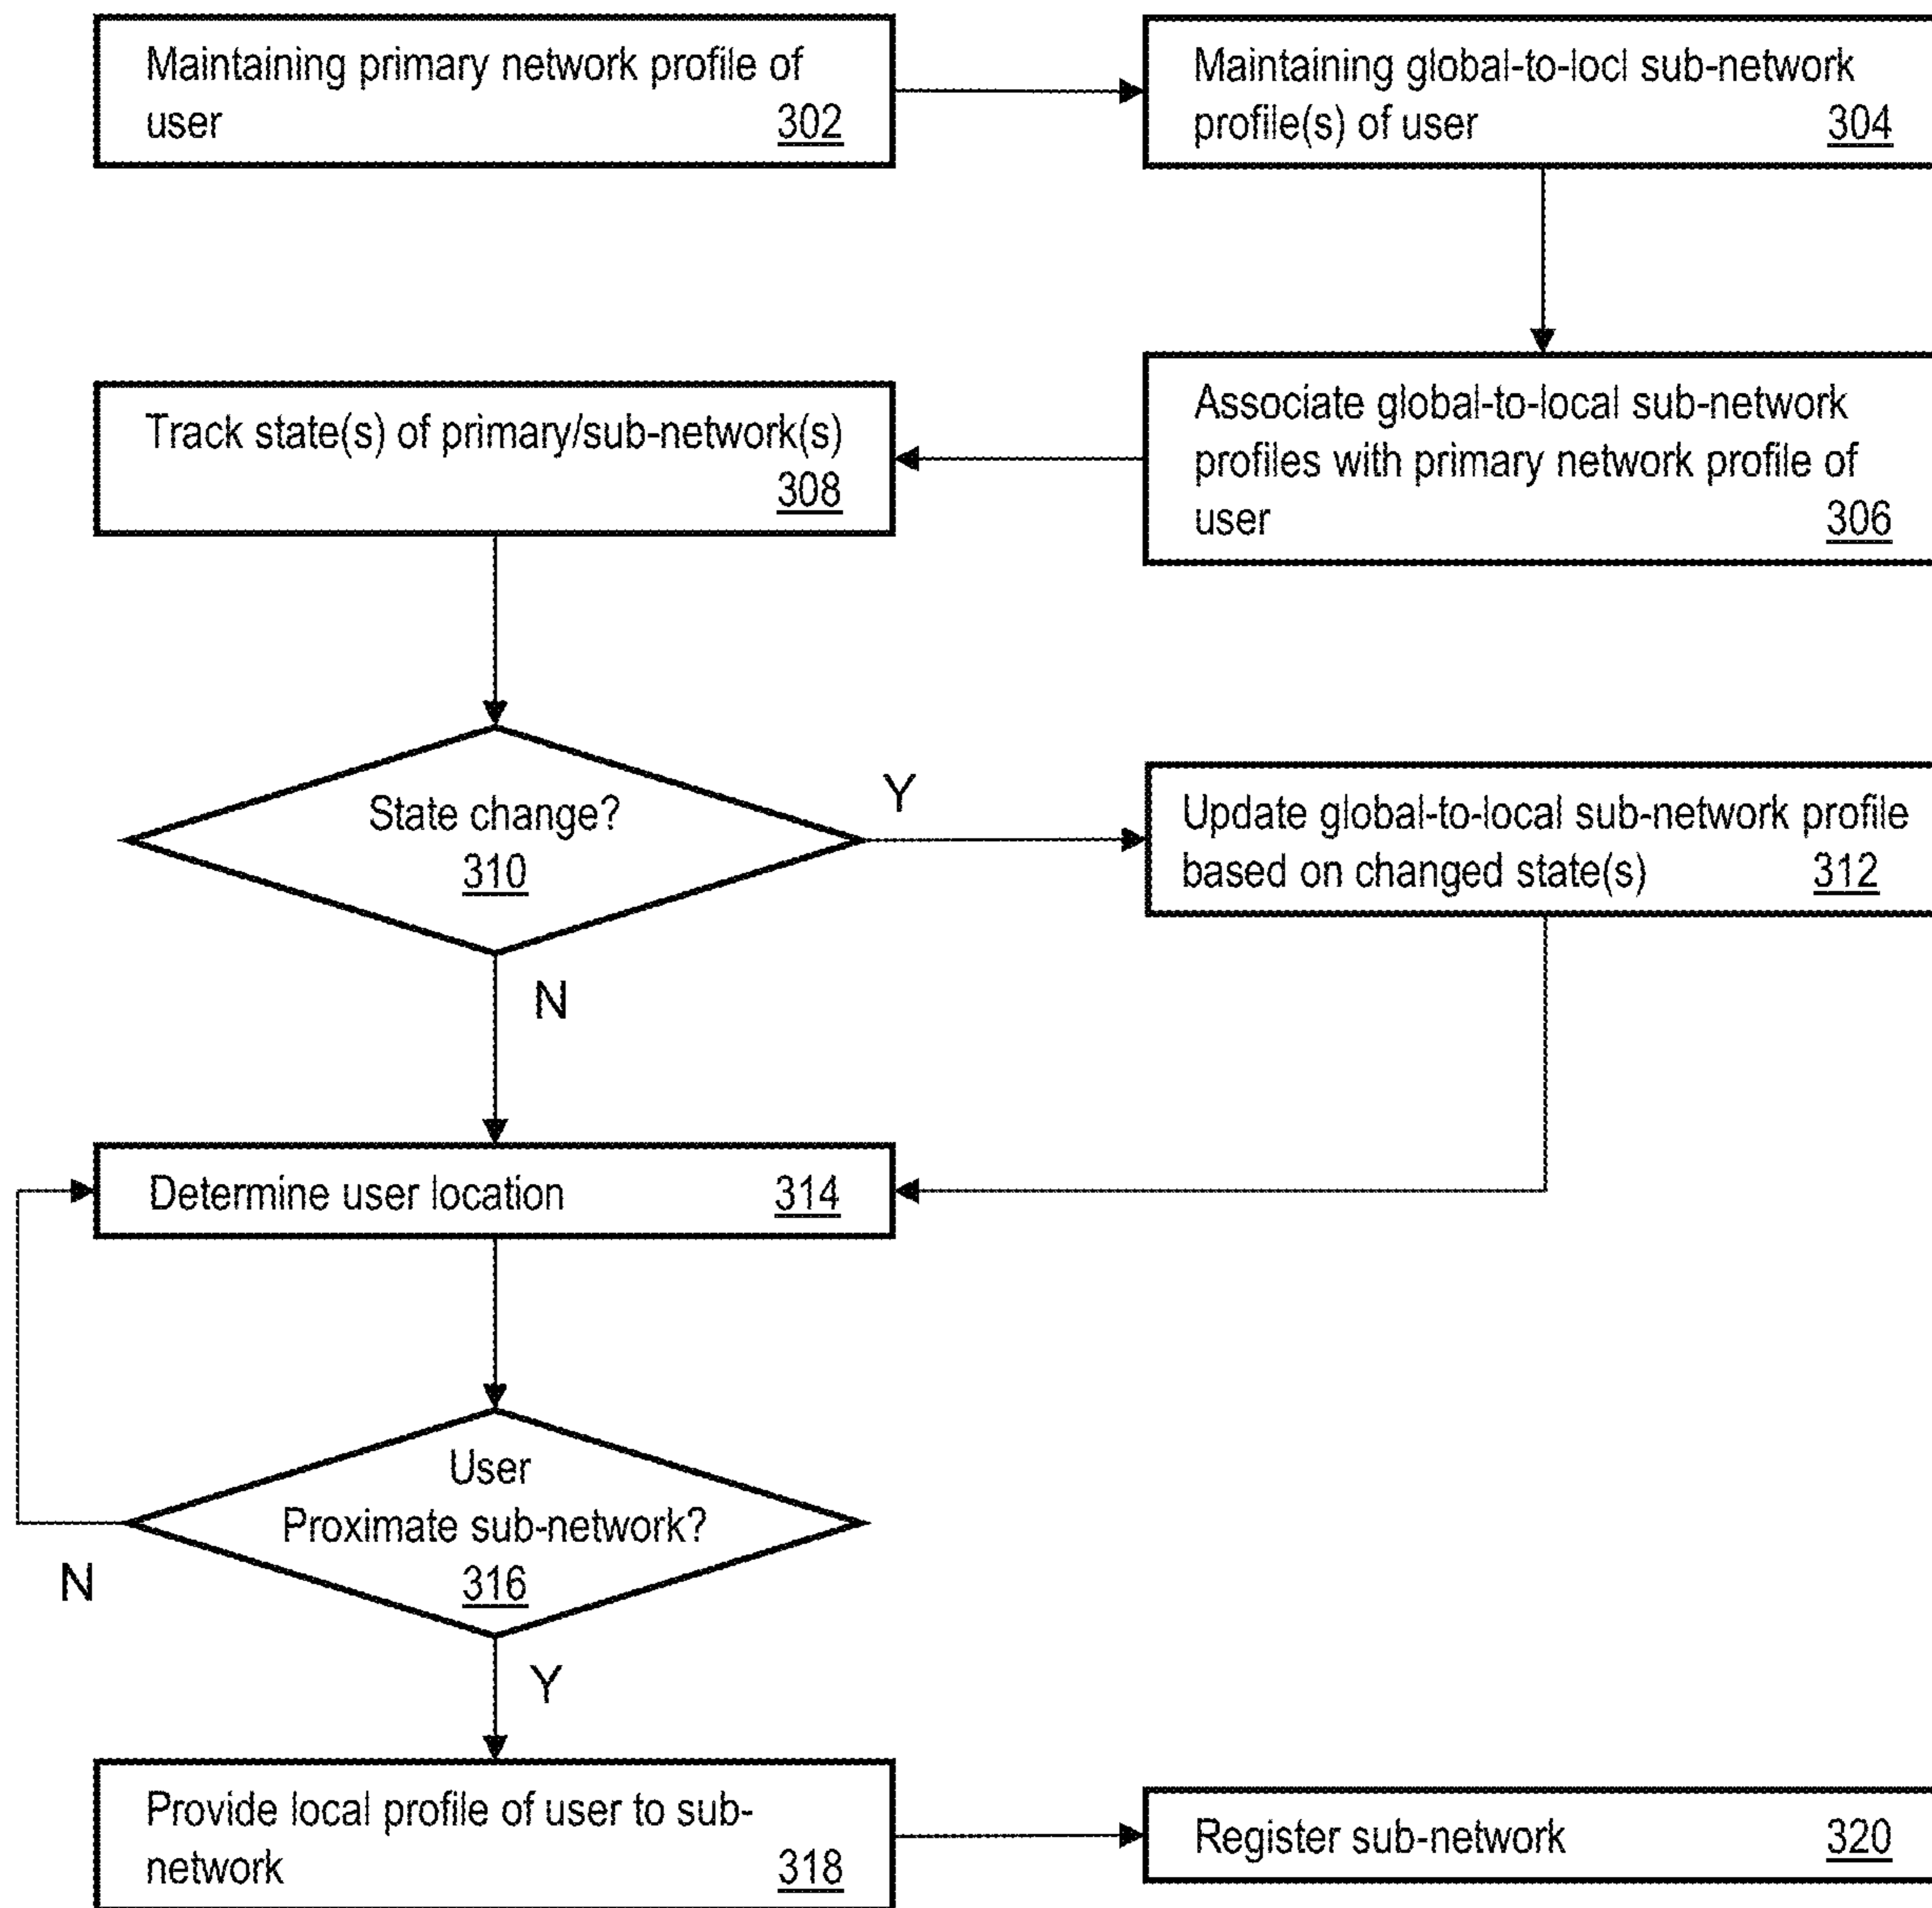 Maintaining primary network profile of
user 302
Maintaining global-to-locl sub-network
profile(s) of user 304
Associate global-to-local sub-network
profiles with primary network profile of
user 306
Track state(s) of primary/sub-network(s)
308
State change?
310
Y
N
Update global-to-local sub-network profile
based on changed state(s) 312
Determine user location 314
User
Proximate sub-network?
316
N
Y
Provide local profile of user to sub-
network 318
Register sub-network 320